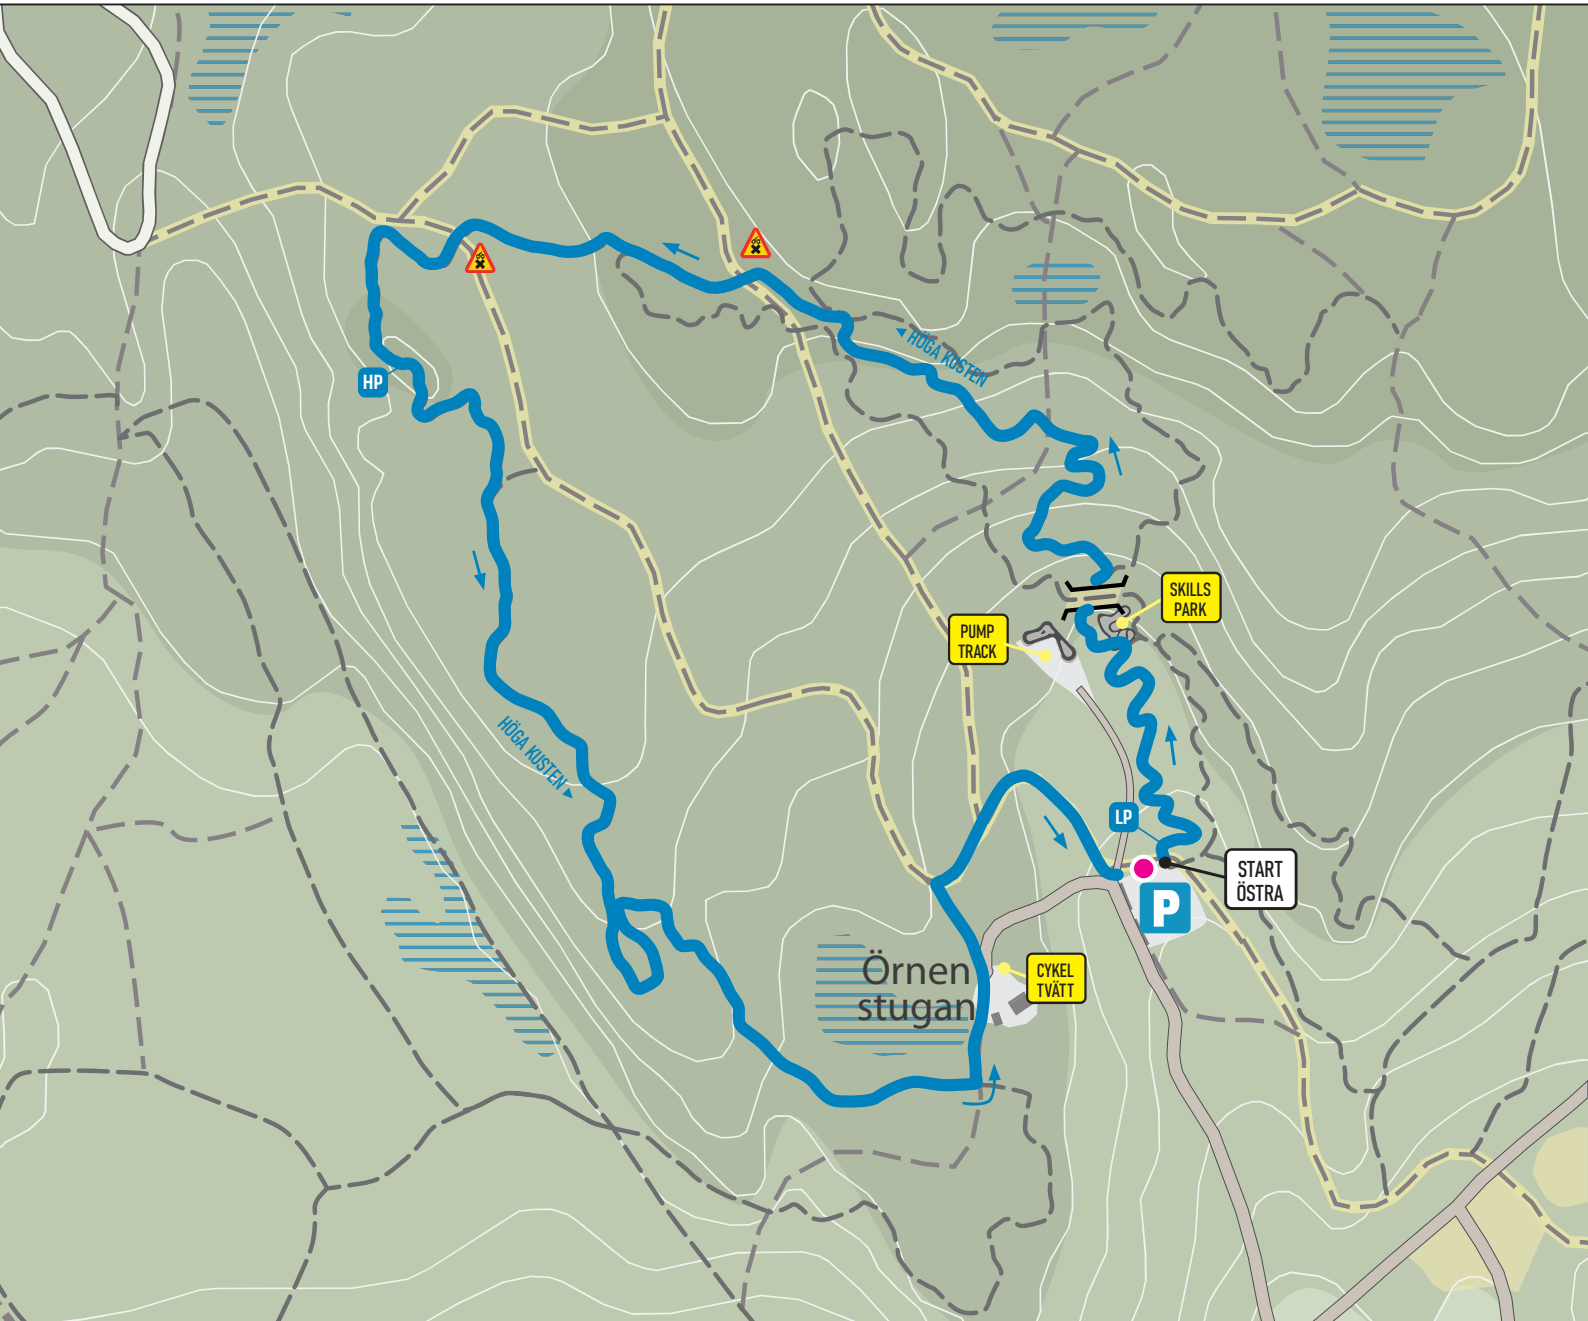 HÖGA KUSTEN
HP
SKILLS
PARK
PUMP
TRACK
HÖGA KUSTEN
LP
START
ÖSTRA
P
Örnen
stugan
CYKEL
TVÄTT